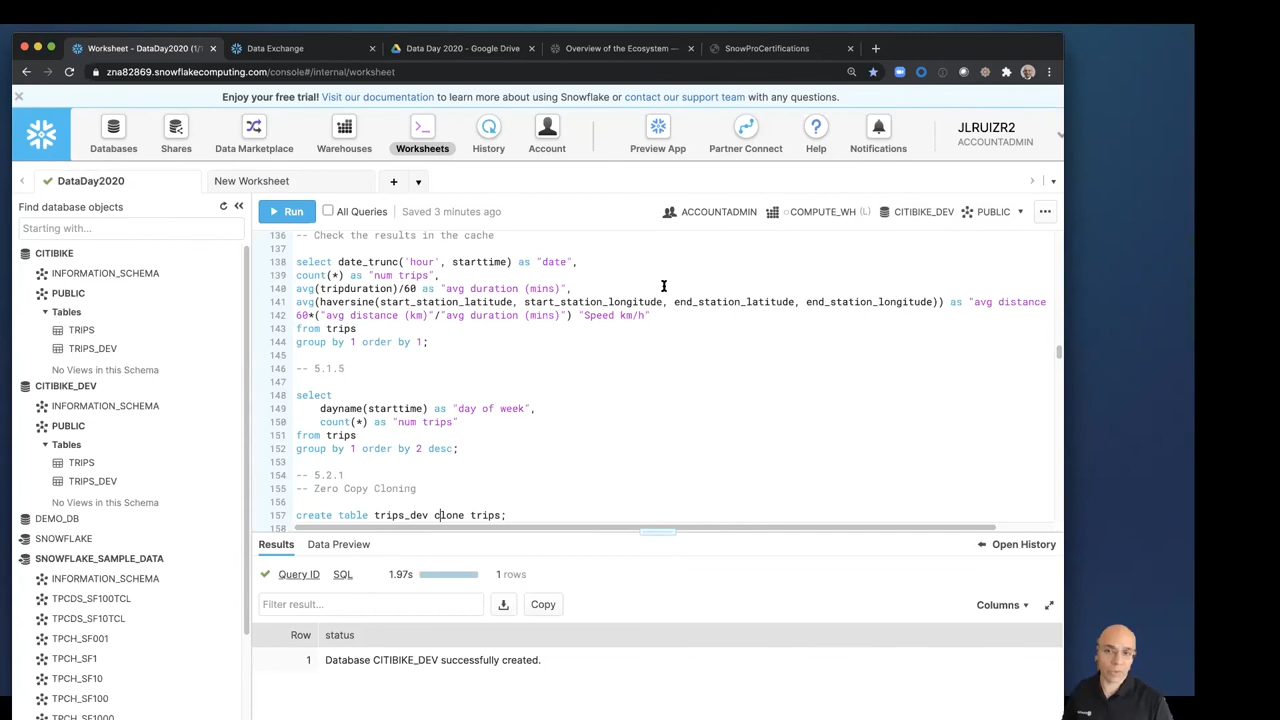 Worksheet - DataDay2020 (1/1
Data Exchange
Data Day 2020 - Google Drive
Overview of the Ecosystem —
SnowProCertifications
zna82869.snowflakecomputing.com/console#/internal/worksheet
Enjoy your free trial! Visit our documentation to learn more about using Snowflake or contact our support team with any questions.
Databases
Shares
Data Marketplace
Warehouses
Worksheets
History
Account
Preview App
Partner Connect
Help
Notifications
JLRUIZR2
ACCOUNTADMIN
DataDay2020
New Worksheet
Find database objects
Starting with...
CITIBIKE
INFORMATION_SCHEMA
PUBLIC
Tables
TRIPS
TRIPS_DEV
No Views in this Schema
CITIBIKE_DEV
INFORMATION_SCHEMA
PUBLIC
Tables
TRIPS
TRIPS_DEV
No Views in this Schema
DEMO_DB
SNOWFLAKE
SNOWFLAKE_SAMPLE_DATA
INFORMATION_SCHEMA
TPCDS_SF100TCL
TPCDS_SF10TCL
TPCH_SF001
TPCH_SF1
TPCH_SF10
TPCH_SF100
TPCH_SF1000
Run
All Queries
Saved 3 minutes ago
ACCOUNTADMIN
COMPUTE_WH (L)
CITIBIKE_DEV
PUBLIC
136 -- Check the results in the cache
137
138 select date_trunc('hour', starttime) as "date",
139 count(*) as "num trips",
140 avg(tripduration)/60 as "avg duration (mins)",
141 avg(haversine(start_station_latitude, start_station_longitude, end_station_latitude, end_station_longitude)) as "avg distance
142 60*("avg distance (km)"/"avg duration (mins)") "Speed km/h"
143 from trips
144 group by 1 order by 1;
145
146 -- 5.1.5
147
148 select
149 dayname(starttime) as "day of week",
150 count(*) as "num trips"
151 from trips
152 group by 1 order by 2 desc;
153
154 -- 5.2.1
155 -- Zero Copy Cloning
156
157 create table trips_dev clone trips;
158
Results
Data Preview
Open History
Query ID
SQL
1.97s
1 rows
Filter result...
Copy
Columns
Row status
1 Database CITIBIKE_DEV successfully created.